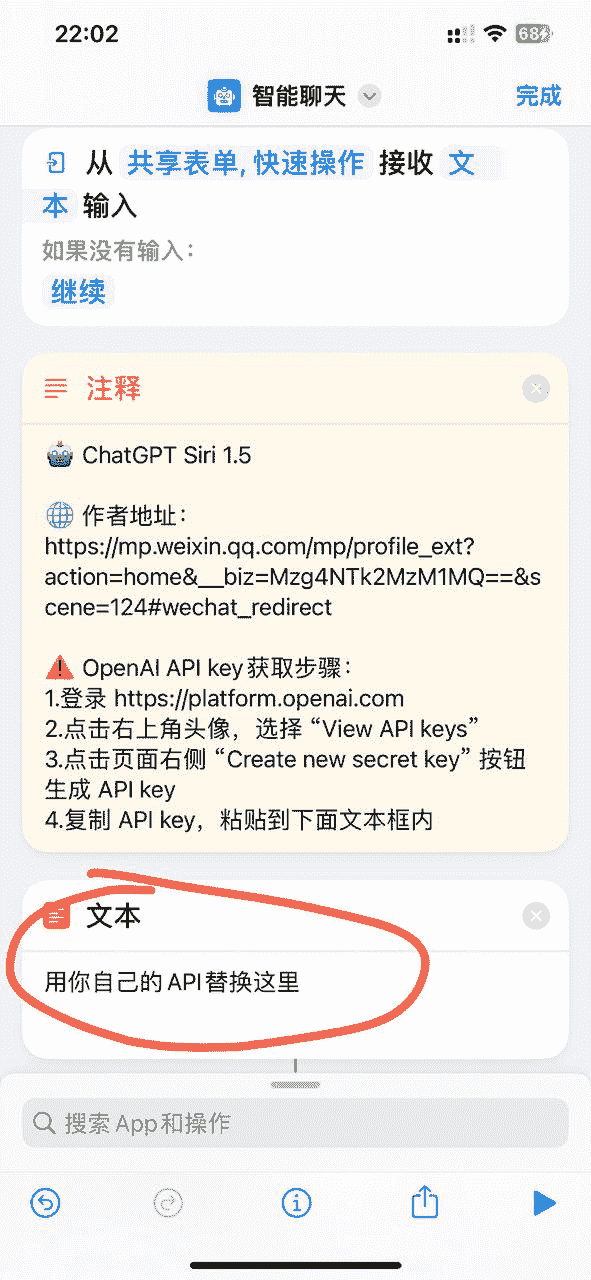 22:02
68
智能聊天
完成
从 共享表单, 快速操作 接收 文
本 输入
如果没有输入：
继续
注释
ChatGPT Siri 1.5
作者地址：
https://mp.weixin.qq.com/mp/profile_ext?
action=home&__biz=Mzg4NTk2MzM1MQ==&s
cene=124#wechat_redirect
OpenAI API key获取步骤：
1.登录 https://platform.openai.com
2.点击右上角头像，选择 “View API keys”
3.点击页面右侧 “Create new secret key” 按钮
生成 API key
4.复制 API key，粘贴到下面文本框内
文本
用你自己的API替换这里
搜索App和操作